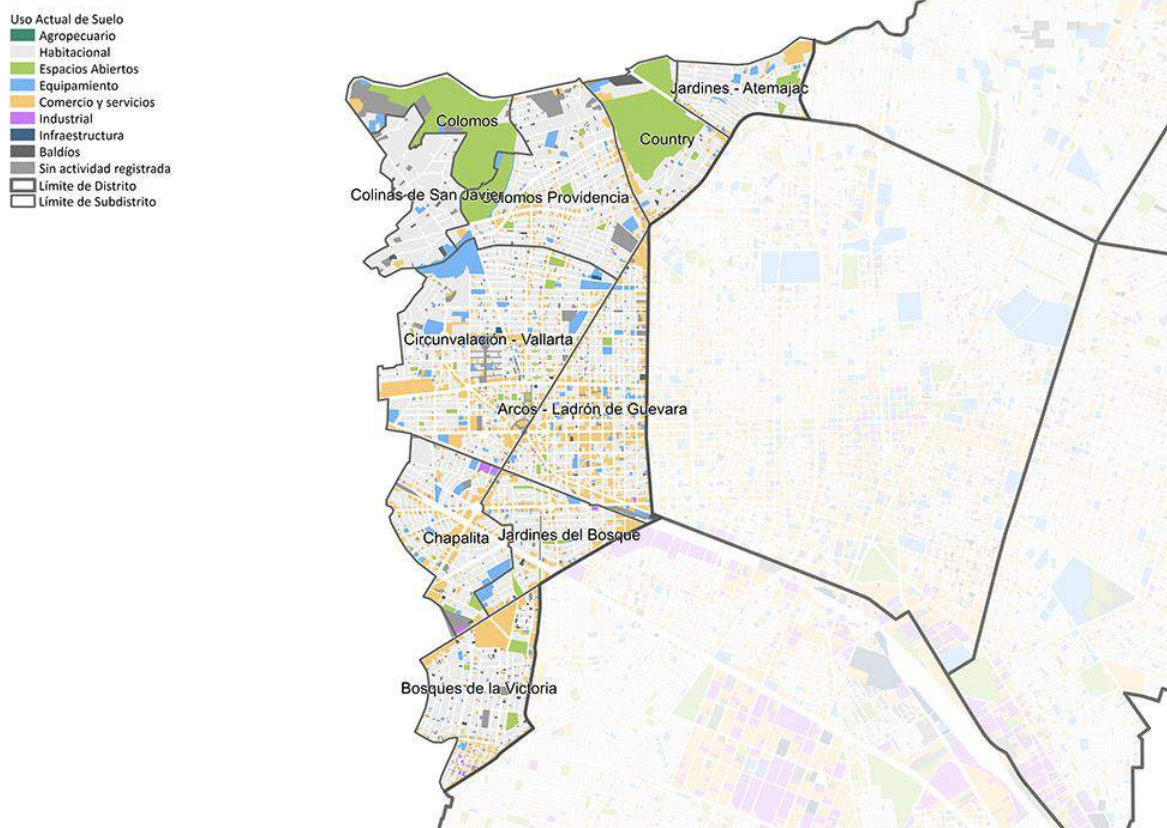 Uso Actual de Suelo
Agropecuario
Habitacional
Espacios Abiertos
Equipamiento
Comercio y servicios
Industrial
Infraestructura
Baldíos
Sin actividad registrada
Límite de Distrito
Límite de Subdistrito
Jardines - Atemajac
Colomos
Country
Colinas de San Javier
Colomos Providencia
Circunvalación - Vallarta
Arcos - Ladrón de Guevara
Chapalita
Jardines del Bosque
Bosques de la Victoria